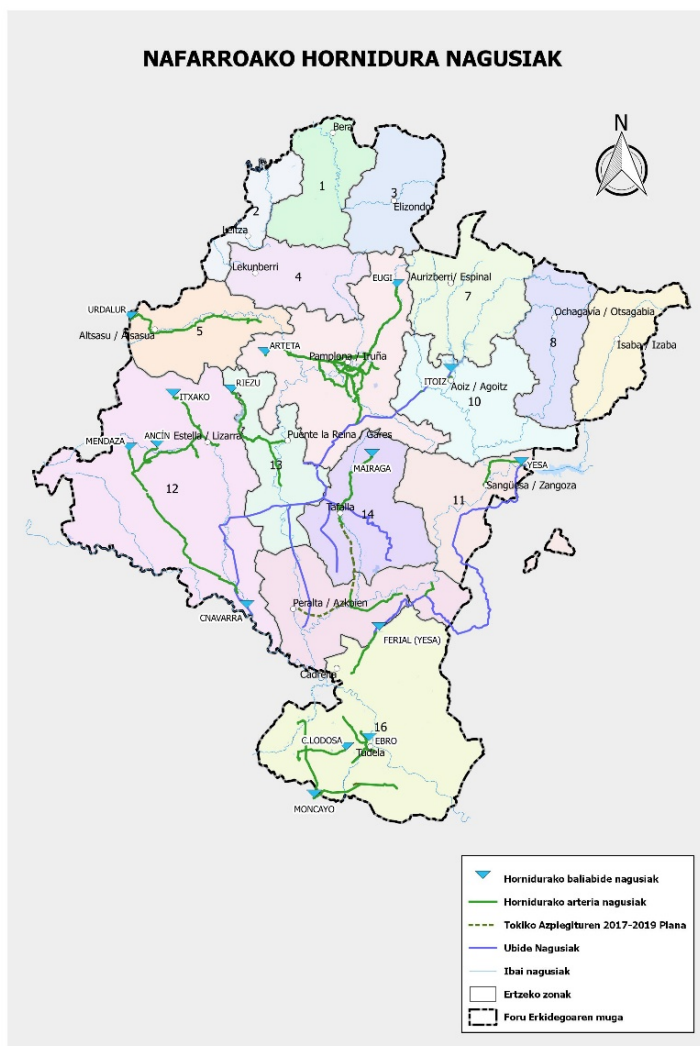 NAFARROAKO HORNIDURA NAGUSIAK
N
Bera
1
3
2
Elizondo
Leitza
Lekunberri
4
EUGI
Aurizberri/ Espinal
7
URDALUR
Ochagavía / Otsagabia
Altsasu / Alsasua
5
8
ARTETA
Isaba / Izaba
Pamplona / Iruña
ITOIZ
Aoiz / Agoitz
RIEZU
ITXAKO
10
MENDAZA
ANCÍN
Estella / Lizarra
Puente la Reina / Gares
13
MAIRAGA
YESA
Sangüesa / Zangoza
12
11
Tafalla
14
CNAVARRA
Peralta / Azkoien
FERIAL (YESA)
Cadreita
16
C.LODOSA
EBRO
Tudela
MONCAYO
Hornidurako baliabide nagusiak
Hornidurako arteria nagusiak
Tokiko Azpiegituren 2017-2019 Plana
Ubide Nagusiak
Ibai nagusiak
Ertzeko zonak
Foru Erkidegoaren muga